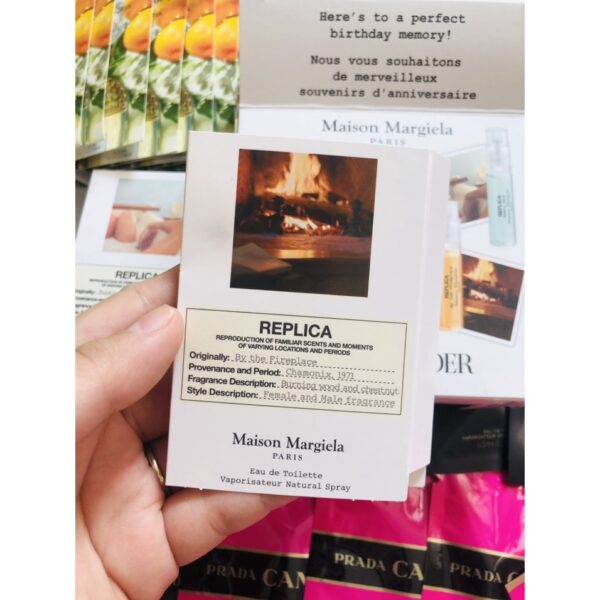 Here's to a perfect
birthday memory!
Nous vous souhaitons
de merveilleux
souvenirs d'anniversaire
Maison Margiela
PARIS
REPLICA
REPRODUCTION OF FAMILIAR SCENTS AND MOMENTS
OF VARYING LOCATIONS AND PERIODS
Originally: By the Fireplace
Provenance and Period: Chamonix, 1971
Fragrance Description: Burning wood and chestnut
Style Description: Female and Male fragrance
Maison Margiela
PARIS
Eau de Toilette
Vaporisateur Natural Spray
REPLICA
Originally:
REPLICA
DER
PRADA CAN
PRADA CA
PRADA